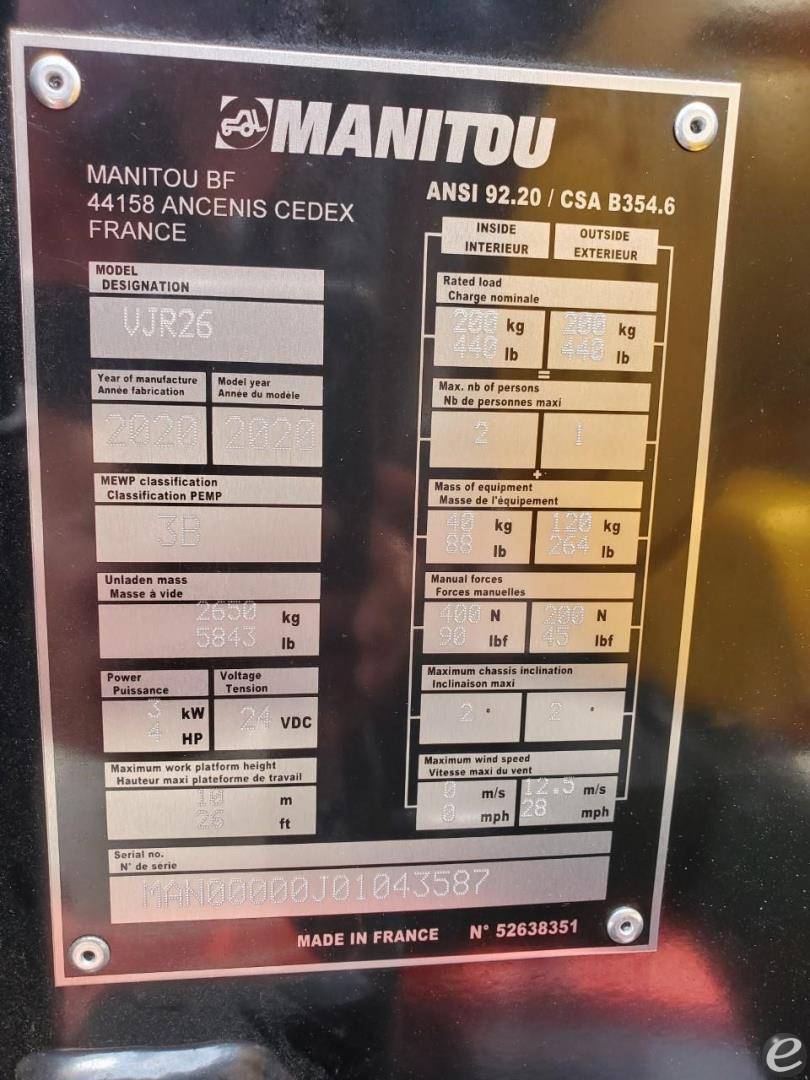 MANITOU
MANITOU BF
44158 ANCENIS CEDEX
FRANCE
MODEL
DESIGNATION
VJR26
Year of manufacture
Année fabrication
2020
Model year
Année du modèle
2020
MEWP classification
Classification PEMP
3B
Unladen mass
Masse à vide
2650 kg
5843 lb
Power
Puissance
3 kW
4 HP
Voltage
Tension
24 VDC
Maximum work platform height
Hauteur maxi plateforme de travail
10 m
26 ft
ANSI 92.20 / CSA B354.6
INSIDE
INTERIEUR
OUTSIDE
EXTERIEUR
Rated load
Charge nominale
200 kg 200 kg
440 lb 440 lb
=
Max. nb of persons
Nb de personnes maxi
2 1
+
Mass of equipment
Masse de l'équipement
40 kg 120 kg
88 lb 264 lb
Manual forces
Forces manuelles
400 N 200 N
90 lbf 45 lbf
Maximum chassis inclination
Inclinaison maxi
2 ° 2 °
Maximum wind speed
Vitesse maxi du vent
0 m/s 12.5 m/s
0 mph 28 mph
Serial no.
N° de série
MAN00000J01043587
MADE IN FRANCE N° 52638351
e